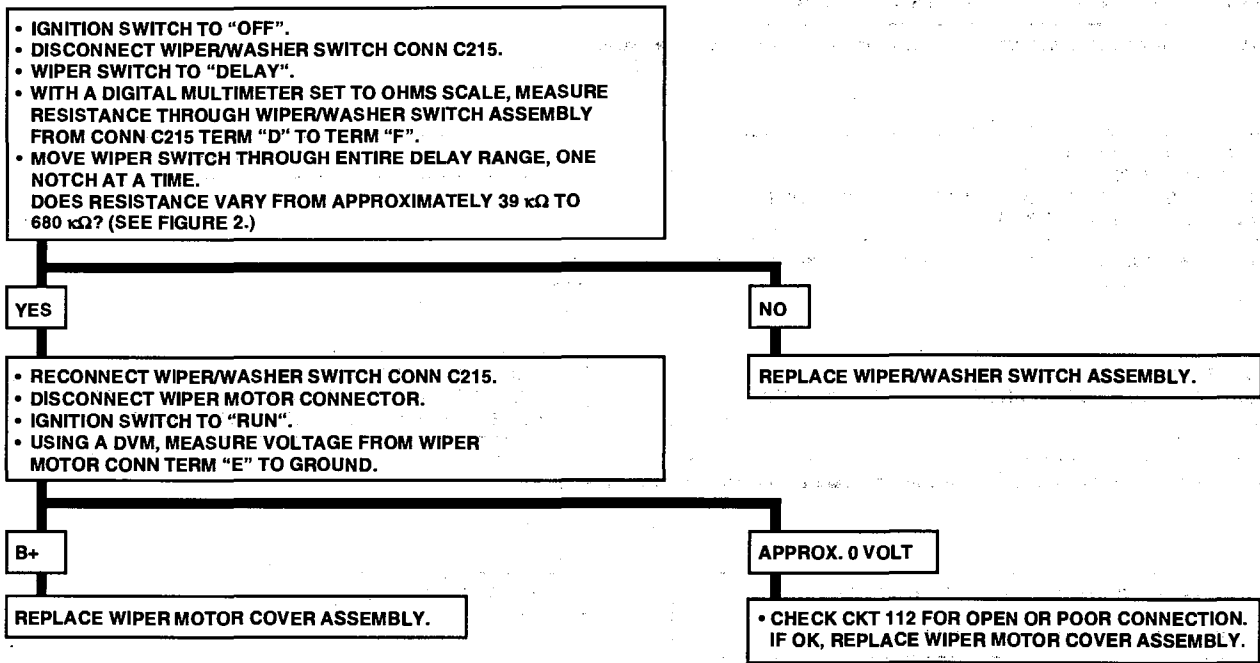 • IGNITION SWITCH TO "OFF".
• DISCONNECT WIPER/WASHER SWITCH CONN C215.
• WIPER SWITCH TO "DELAY".
• WITH A DIGITAL MULTIMETER SET TO OHMS SCALE, MEASURE
RESISTANCE THROUGH WIPER/WASHER SWITCH ASSEMBLY
FROM CONN C215 TERM "D" TO TERM "F".
• MOVE WIPER SWITCH THROUGH ENTIRE DELAY RANGE, ONE
NOTCH AT A TIME.
DOES RESISTANCE VARY FROM APPROXIMATELY 39 κΩ TO
680 κΩ? (SEE FIGURE 2.)
YES
NO
• RECONNECT WIPER/WASHER SWITCH CONN C215.
• DISCONNECT WIPER MOTOR CONNECTOR.
• IGNITION SWITCH TO "RUN".
• USING A DVM, MEASURE VOLTAGE FROM WIPER
MOTOR CONN TERM "E" TO GROUND.
REPLACE WIPER/WASHER SWITCH ASSEMBLY.
B+
APPROX. 0 VOLT
REPLACE WIPER MOTOR COVER ASSEMBLY.
• CHECK CKT 112 FOR OPEN OR POOR CONNECTION.
IF OK, REPLACE WIPER MOTOR COVER ASSEMBLY.